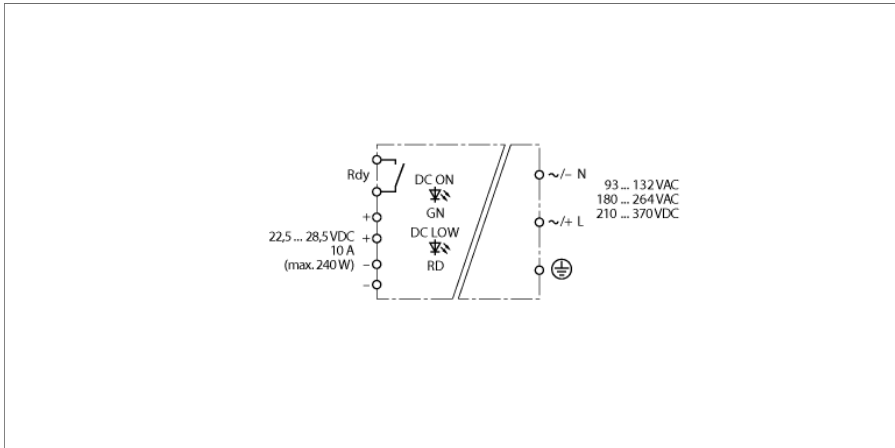 Rdy
DC ON
GN
DC LOW
RD
+
22,5 ... 28,5 VDC +
10 A
(max. 240 W) –
–
~/– N
~/+ L
93 ... 132 VAC
180 ... 264 VAC
210 ... 370 VDC